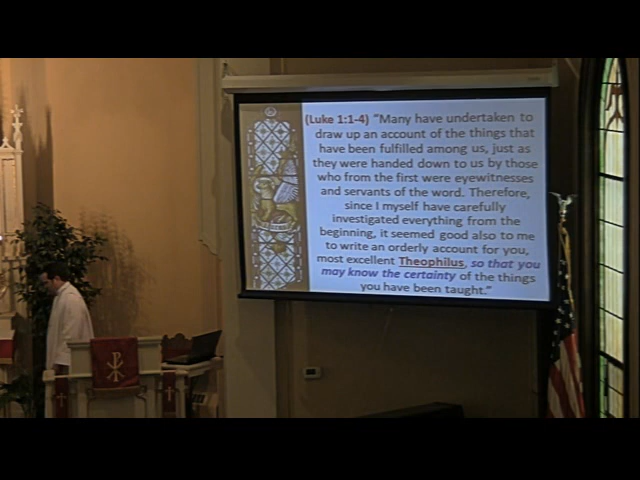 (Luke 1:1-4) “Many have undertaken to
draw up an account of the things that
have been fulfilled among us, just as
they were handed down to us by those
who from the first were eyewitnesses
and servants of the word. Therefore,
since I myself have carefully
investigated everything from the
beginning, it seemed good also to me
to write an orderly account for you,
most excellent Theophilus, so that you
may know the certainty of the things
you have been taught.”